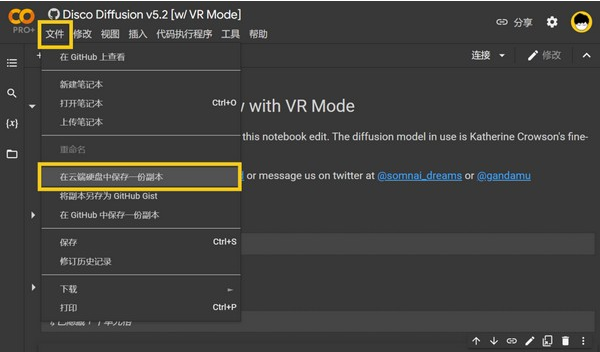 Disco Diffusion v5.2 [w/ VR Mode]
PRO+
文件 修改 视图 插入 代码执行程序 工具 帮助
分享
在 GitHub 上查看
连接
修改
新建笔记本
打开笔记本 Ctrl+O
上传笔记本
w with VR Mode
重命名
this notebook edit. The diffusion model in use is Katherine Crowson's fine-
在云端硬盘中保存一份副本
or message us on twitter at @somnai_dreams or @gandamu
将副本另存为 GitHub Gist
在 GitHub 中保存一份副本
保存 Ctrl+S
修订历史记录
下载
打印 Ctrl+P